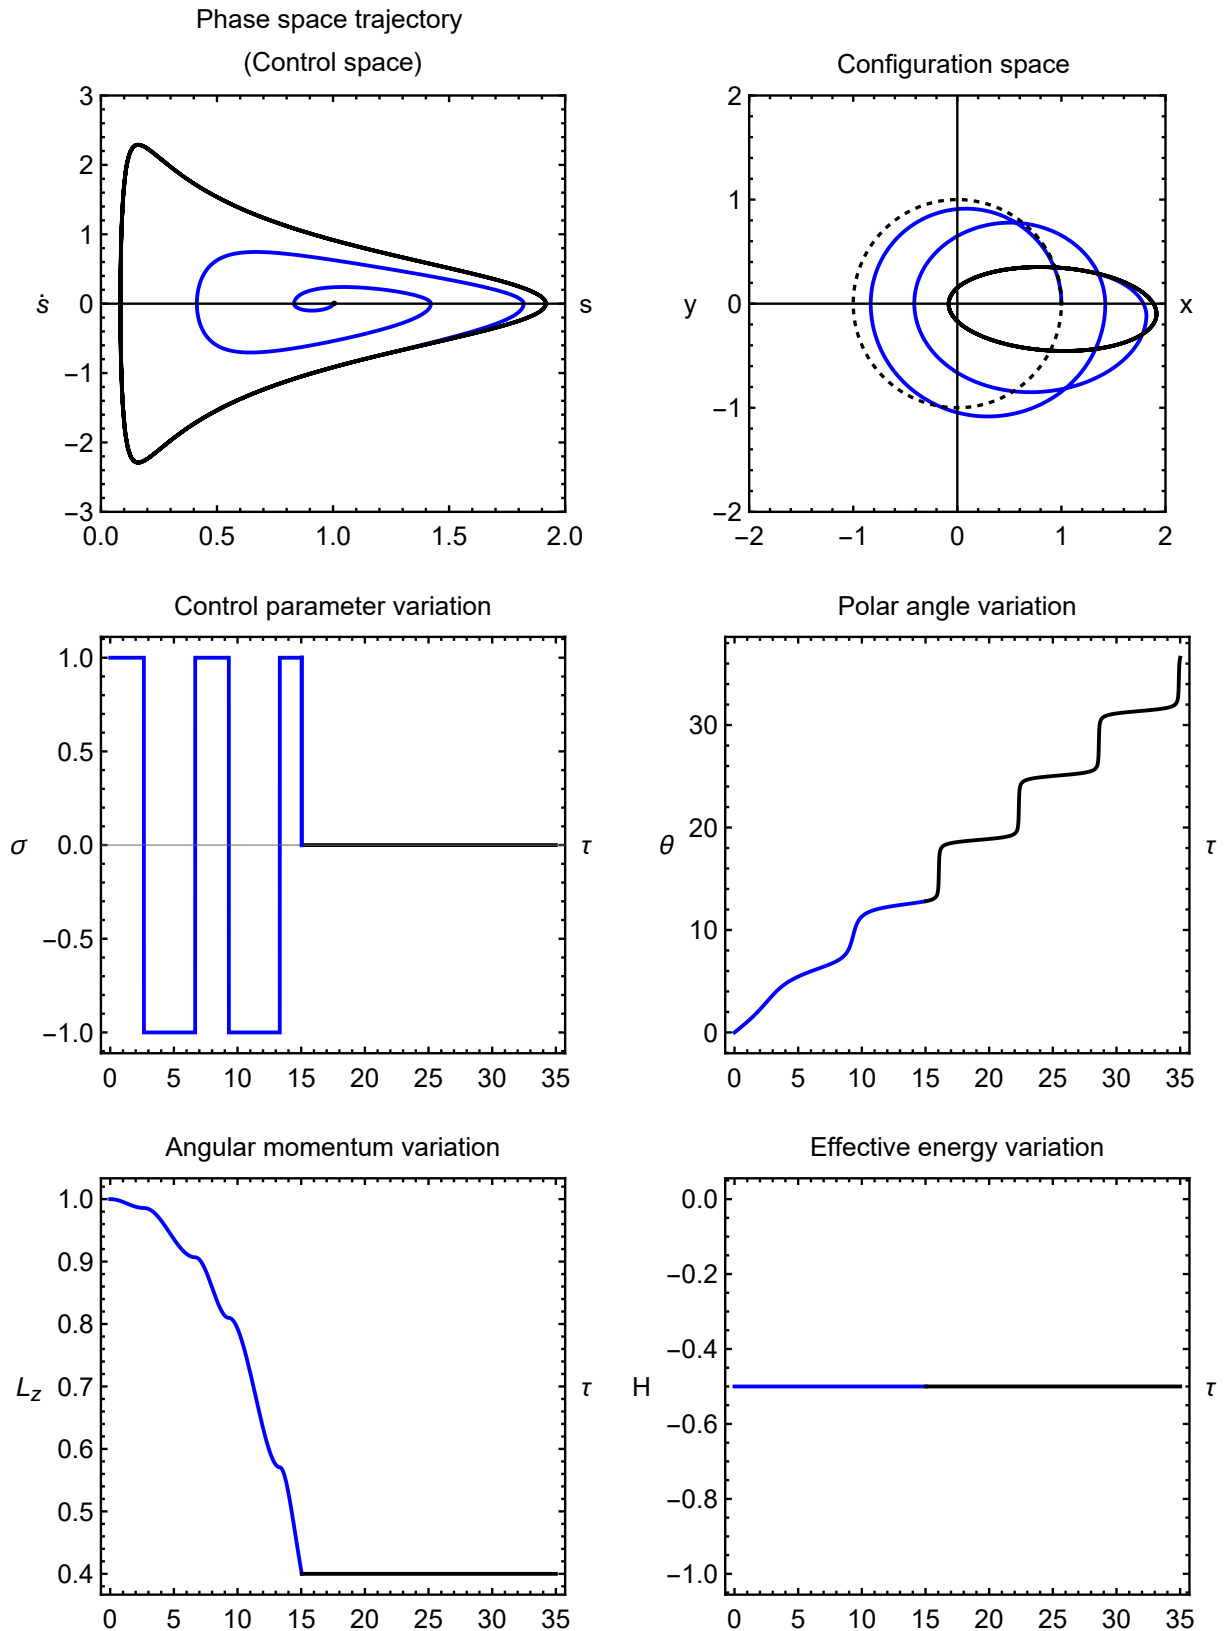 Phase space trajectory
(Control space)
3
2
1
0
−1
−2
−3
ṡ
s
0.0 0.5 1.0 1.5 2.0
Configuration space
2
1
0
−1
−2
y
x
−2 −1 0 1 2
Control parameter variation
1.0
0.5
0.0
−0.5
−1.0
σ
τ
0 5 10 15 20 25 30 35
Polar angle variation
30
20
10
0
θ
τ
0 5 10 15 20 25 30 35
Angular momentum variation
1.0
0.9
0.8
0.7
0.6
0.5
0.4
Lz
τ
0 5 10 15 20 25 30 35
Effective energy variation
0.0
−0.2
−0.4
−0.6
−0.8
−1.0
H
τ
0 5 10 15 20 25 30 35